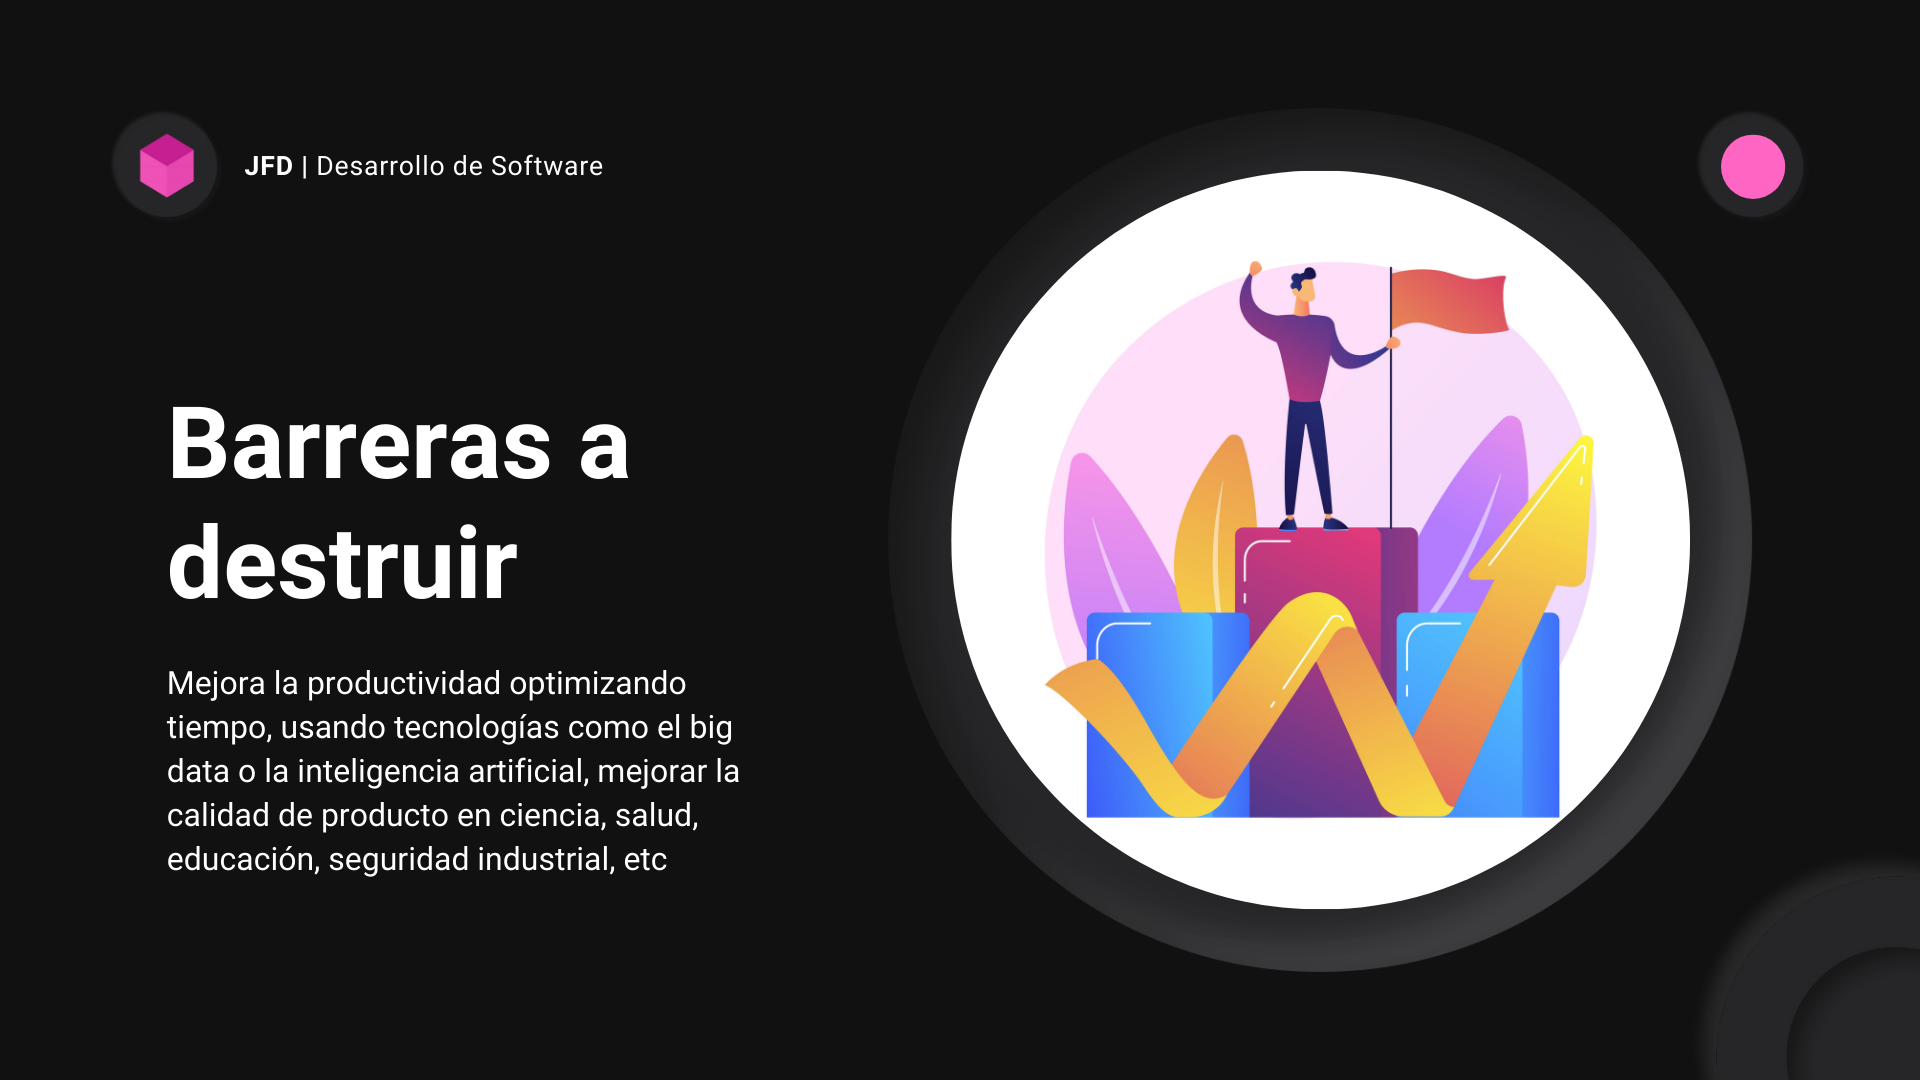 JFD | Desarrollo de Software
Barreras a
destruir
Mejora la productividad optimizando
tiempo, usando tecnologías como el big
data o la inteligencia artificial, mejorar la
calidad de producto en ciencia, salud,
educación, seguridad industrial, etc